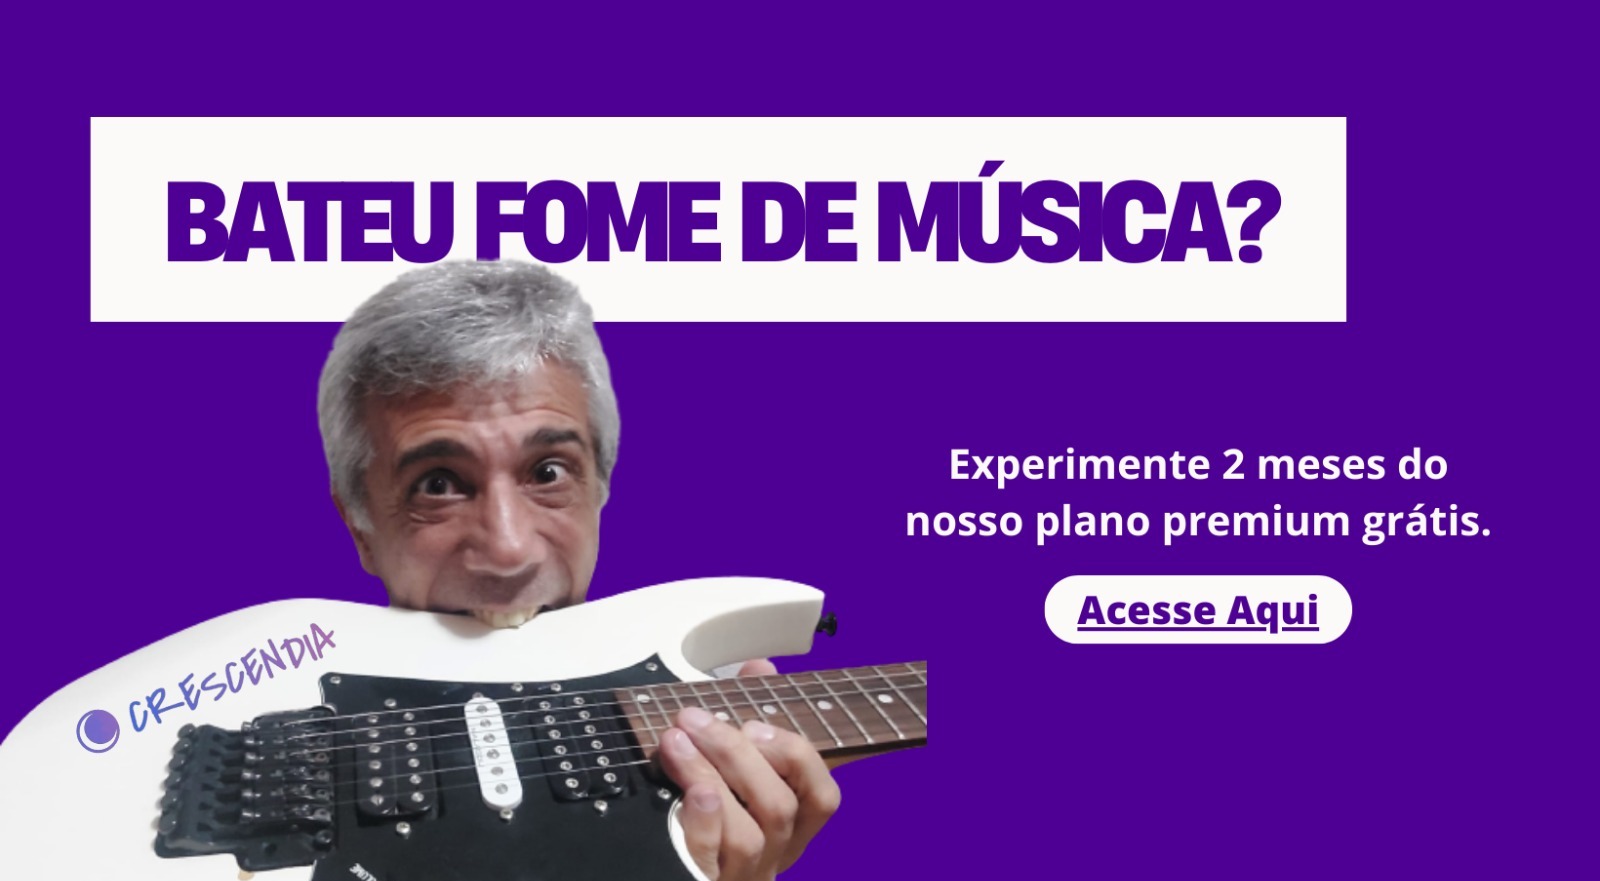 BATEU FOME DE MÚSICA?
Experimente 2 meses do
nosso plano premium grátis.
Acesse Aqui
CRESCENDIA